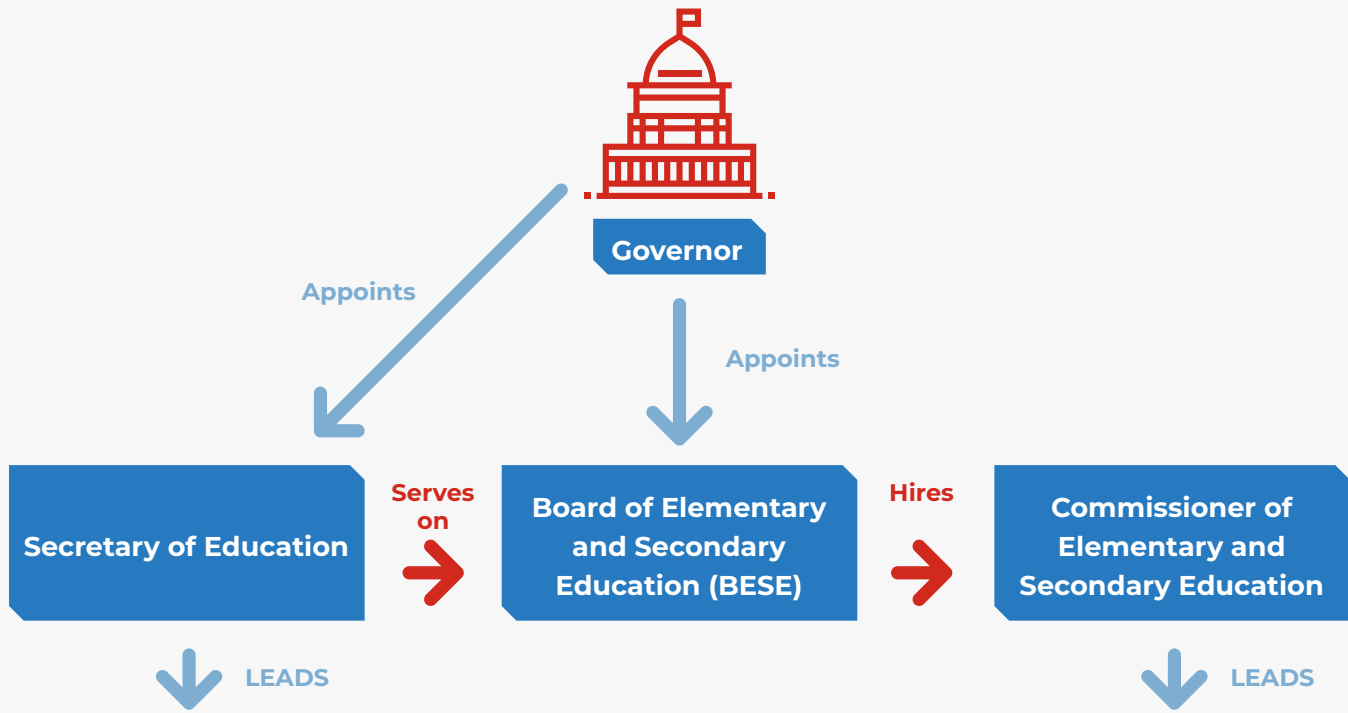 Governor
Appoints
Appoints
Secretary of Education
Serves
on
Board of Elementary
and Secondary
Education (BESE)
Hires
Commissioner of
Elementary and
Secondary Education
LEADS
LEADS